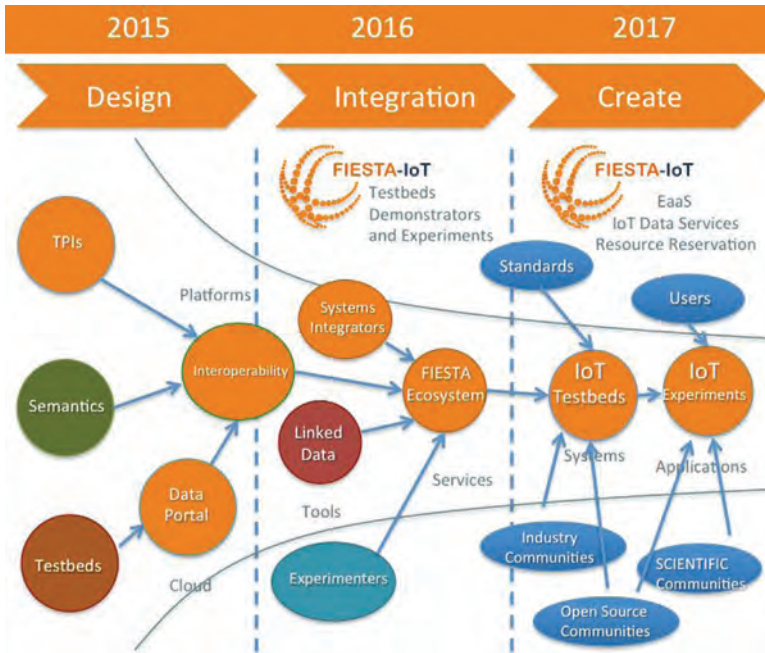 2015
2016
2017
Design
Integration
Create
FIESTA-IoT
Testbeds
Demonstrators
and Experiments
FIESTA-IoT
EaaS
IoT Data Services
Resource Reservation
TPIs
Platforms
Semantics
Interoperability
Data
Portal
Testbeds
Cloud
Systems
Integrators
FIESTA
Ecosystem
Linked
Data
Services
Tools
Experimenters
Standards
Users
IoT
Testbeds
IoT
Experiments
Systems
Applications
Industry
Communities
SCIENTIFIC
Communities
Open Source
Communities